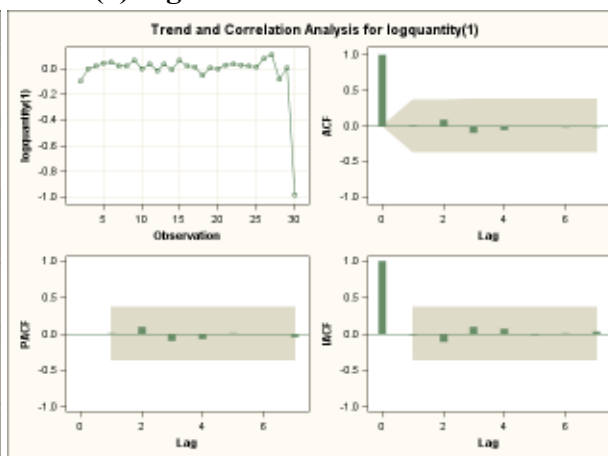 Trend and Correlation Analysis for logquantity(1)
logquantity(1)
0.0
-0.2
-0.4
-0.6
-0.8
-1.0
5 10 15 20 25 30
Observation
ACF
1.0
0.5
0.0
-0.5
-1.0
0 2 4 6
Lag
PACF
1.0
0.5
0.0
-0.5
-1.0
0 2 4 6
Lag
IACF
1.0
0.5
0.0
-0.5
-1.0
0 2 4 6
Lag